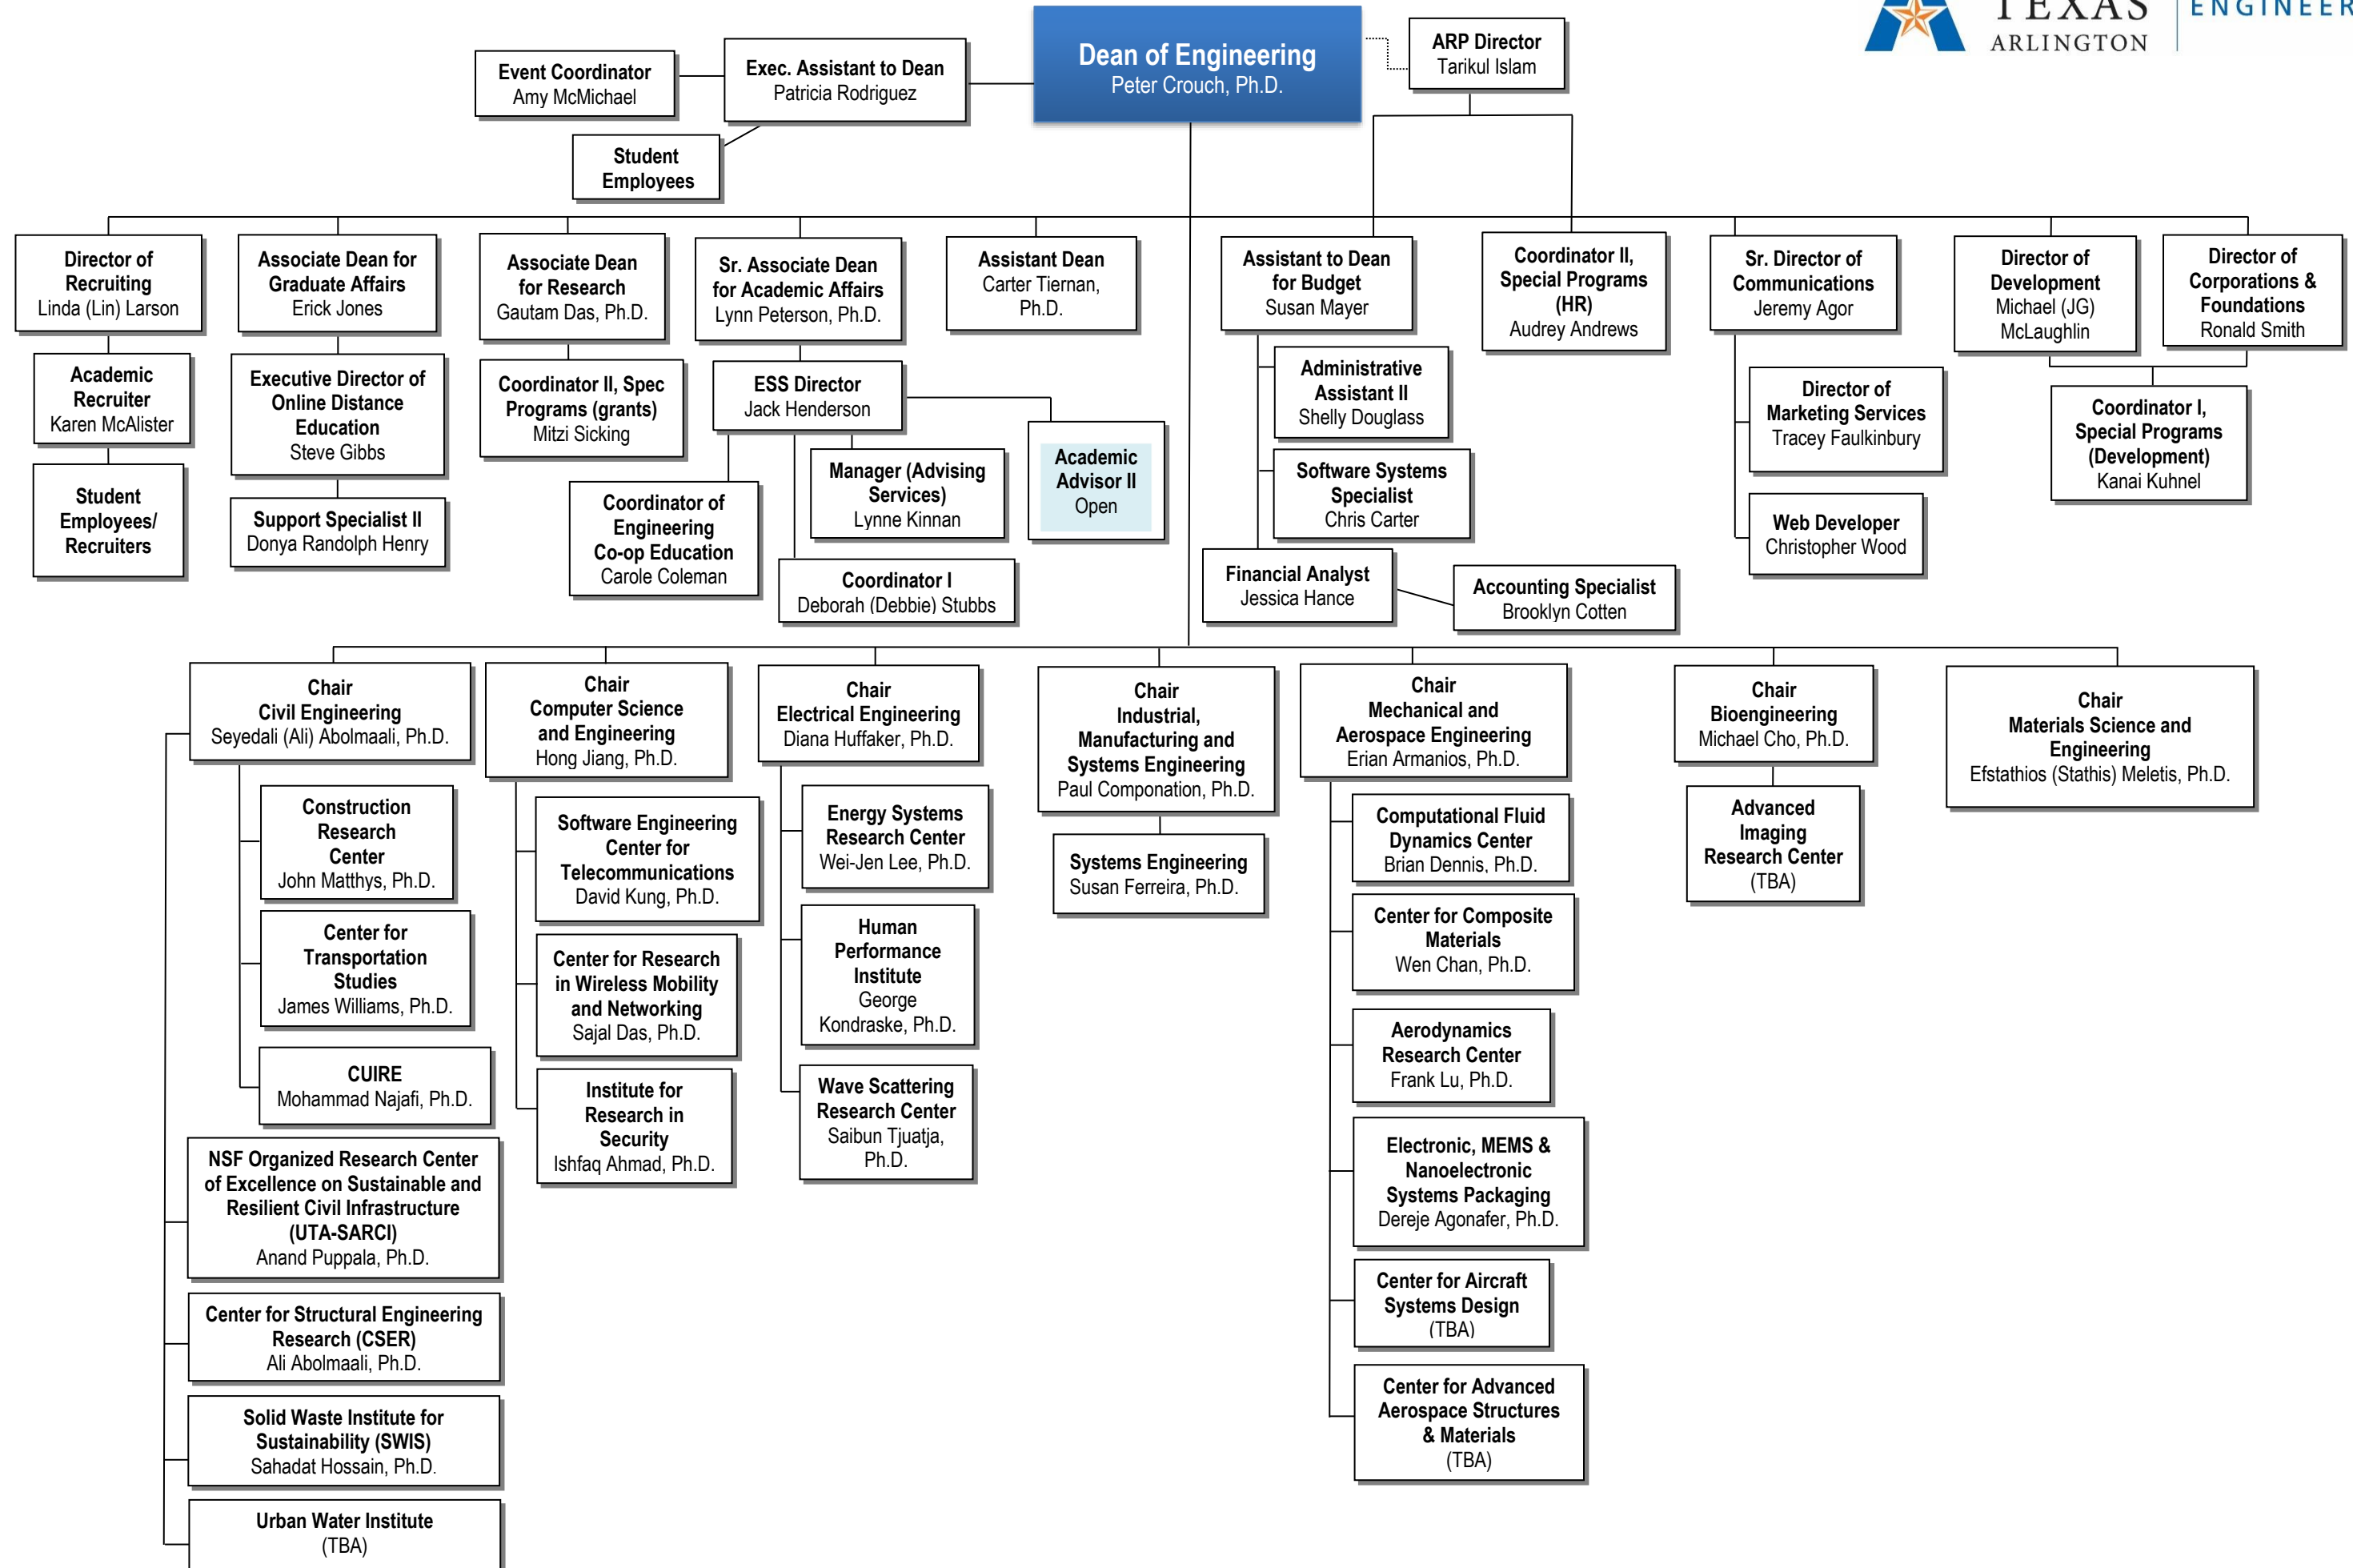 TEXAS
ARLINGTON
ENGINEER
Dean of Engineering
Peter Crouch, Ph.D.
ARP Director
Tarikul Islam
Exec. Assistant to Dean
Patricia Rodriguez
Event Coordinator
Amy McMichael
Student
Employees
Director of
Recruiting
Linda (Lin) Larson
Academic
Recruiter
Karen McAlister
Student
Employees/
Recruiters
Associate Dean for
Graduate Affairs
Erick Jones
Executive Director of
Online Distance
Education
Steve Gibbs
Support Specialist II
Donya Randolph Henry
Associate Dean
for Research
Gautam Das, Ph.D.
Coordinator II, Spec
Programs (grants)
Mitzi Sicking
Sr. Associate Dean
for Academic Affairs
Lynn Peterson, Ph.D.
ESS Director
Jack Henderson
Coordinator of
Engineering
Co-op Education
Carole Coleman
Manager (Advising
Services)
Lynne Kinnan
Coordinator I
Deborah (Debbie) Stubbs
Academic
Advisor II
Open
Assistant Dean
Carter Tiernan,
Ph.D.
Assistant to Dean
for Budget
Susan Mayer
Administrative
Assistant II
Shelly Douglass
Software Systems
Specialist
Chris Carter
Financial Analyst
Jessica Hance
Accounting Specialist
Brooklyn Cotten
Coordinator II,
Special Programs
(HR)
Audrey Andrews
Sr. Director of
Communications
Jeremy Agor
Director of
Marketing Services
Tracey Faulkinbury
Web Developer
Christopher Wood
Director of
Development
Michael (JG)
McLaughlin
Director of
Corporations &
Foundations
Ronald Smith
Coordinator I,
Special Programs
(Development)
Kanai Kuhnel
Chair
Civil Engineering
Seyedali (Ali) Abolmaali, Ph.D.
Construction
Research
Center
John Matthys, Ph.D.
Center for
Transportation
Studies
James Williams, Ph.D.
CUIRE
Mohammad Najafi, Ph.D.
NSF Organized Research Center
of Excellence on Sustainable and
Resilient Civil Infrastructure
(UTA-SARCI)
Anand Puppala, Ph.D.
Center for Structural Engineering
Research (CSER)
Ali Abolmaali, Ph.D.
Solid Waste Institute for
Sustainability (SWIS)
Sahadat Hossain, Ph.D.
Urban Water Institute
(TBA)
Chair
Computer Science
and Engineering
Hong Jiang, Ph.D.
Software Engineering
Center for
Telecommunications
David Kung, Ph.D.
Center for Research
in Wireless Mobility
and Networking
Sajal Das, Ph.D.
Institute for
Research in
Security
Ishfaq Ahmad, Ph.D.
Chair
Electrical Engineering
Diana Huffaker, Ph.D.
Energy Systems
Research Center
Wei-Jen Lee, Ph.D.
Human
Performance
Institute
George
Kondraske, Ph.D.
Wave Scattering
Research Center
Saibun Tjuatja,
Ph.D.
Chair
Industrial,
Manufacturing and
Systems Engineering
Paul Componation, Ph.D.
Systems Engineering
Susan Ferreira, Ph.D.
Chair
Mechanical and
Aerospace Engineering
Erian Armanios, Ph.D.
Computational Fluid
Dynamics Center
Brian Dennis, Ph.D.
Center for Composite
Materials
Wen Chan, Ph.D.
Aerodynamics
Research Center
Frank Lu, Ph.D.
Electronic, MEMS &
Nanoelectronic
Systems Packaging
Dereje Agonafer, Ph.D.
Center for Aircraft
Systems Design
(TBA)
Center for Advanced
Aerospace Structures
& Materials
(TBA)
Chair
Bioengineering
Michael Cho, Ph.D.
Advanced
Imaging
Research Center
(TBA)
Chair
Materials Science and
Engineering
Efstathios (Stathis) Meletis, Ph.D.